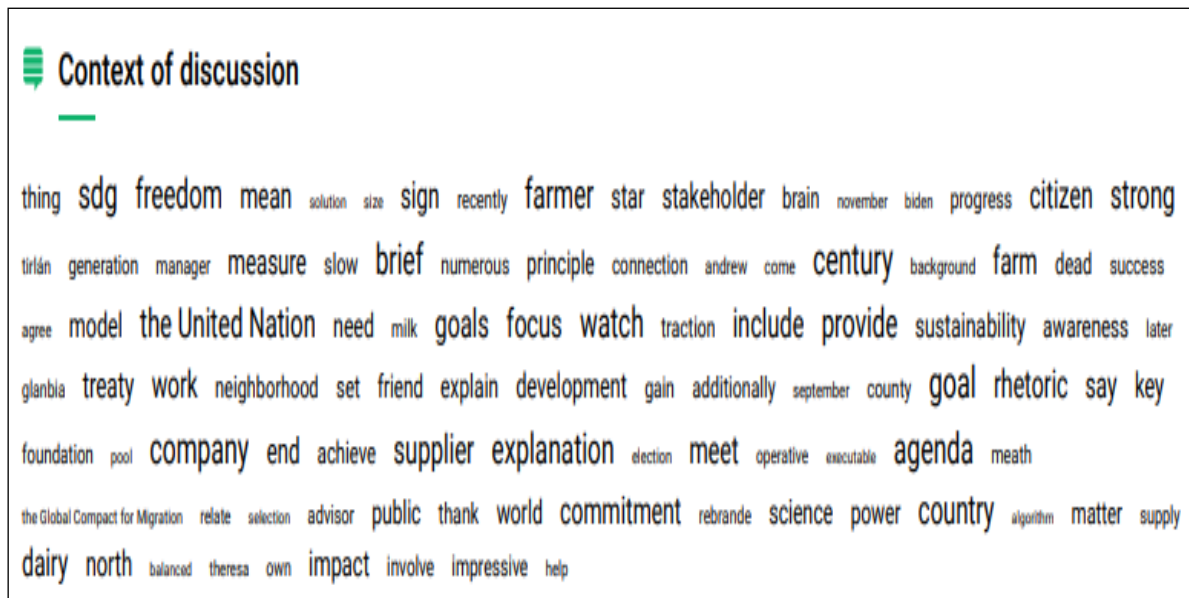 Context of discussion
thing sdg freedom mean solution size sign recently farmer star stakeholder brain november biden progress citizen strong
tirlán generation manager measure slow brief numerous principle connection andrew come century background farm dead success
agree model the United Nation need milk goals focus watch traction include provide sustainability awareness later
glanbia treaty work neighborhood set friend explain development gain additionally september county goal rhetoric say key
foundation pool company end achieve supplier explanation election meet operative executable agenda meath
the Global Compact for Migration relate selection advisor public thank world commitment rebrande science power country algorithm matter supply
dairy north balanced theresa own impact involve impressive help